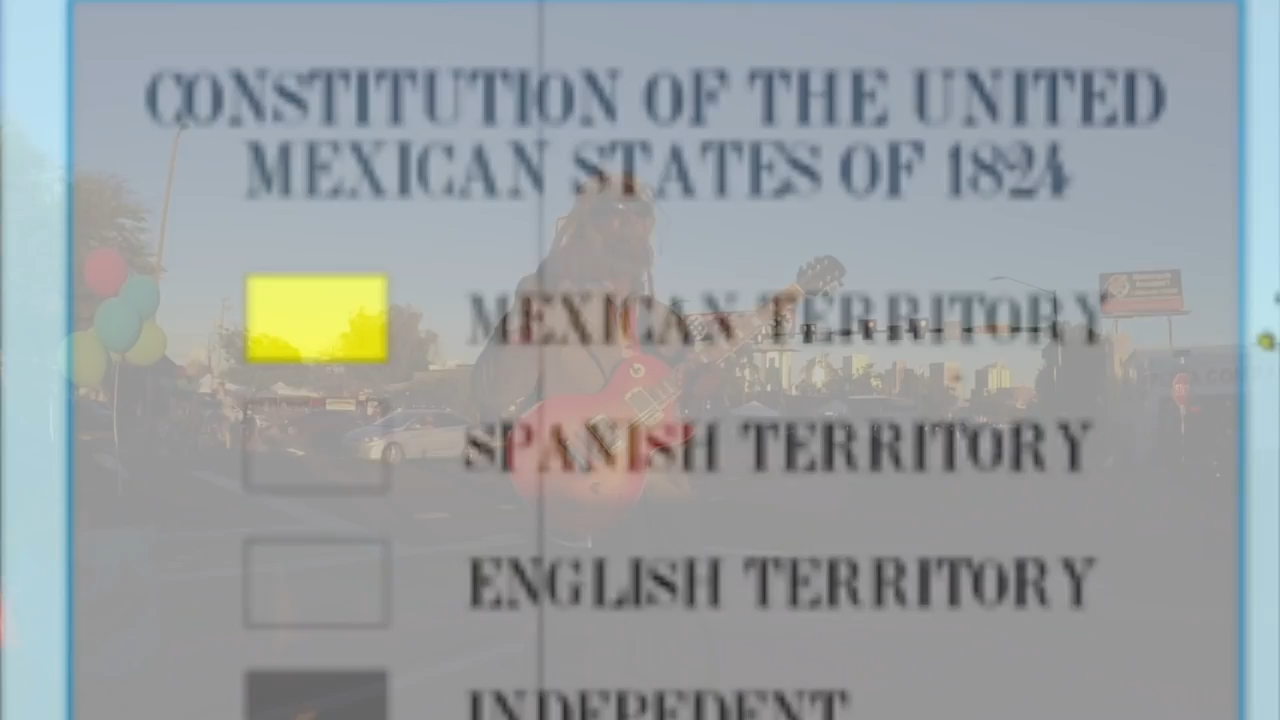 CONSTITUTION OF THE UNITED
MEXICAN STATES OF 1824
MEXICAN TERRITORY
SPANISH TERRITORY
ENGLISH TERRITORY
INDEPEDENT